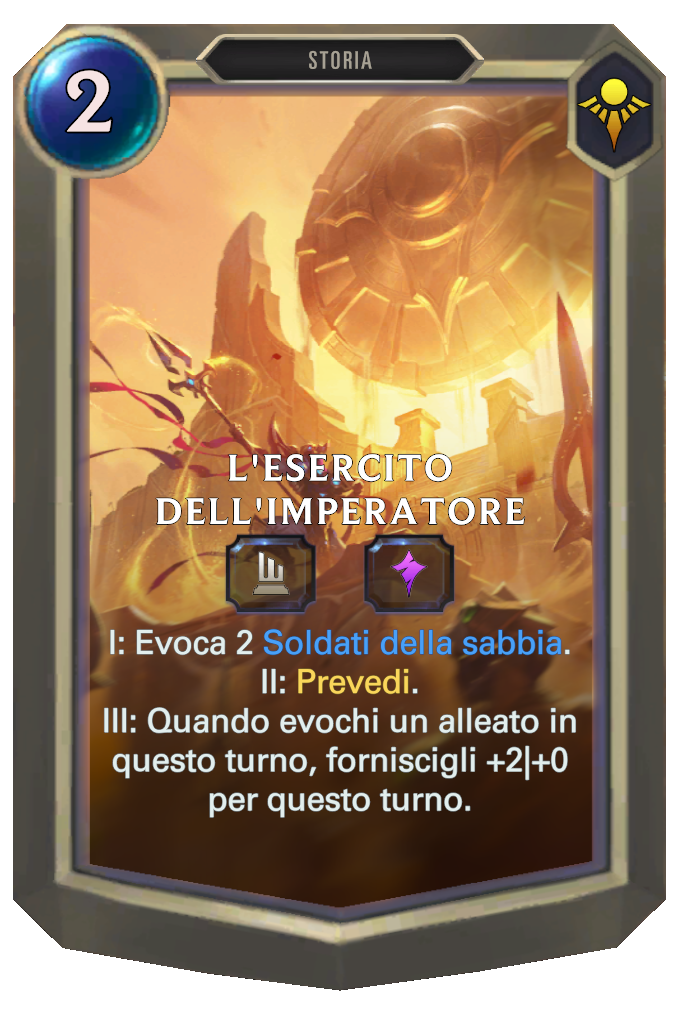 2
STORIA
L'ESERCITO
DELL'IMPERATORE
I: Evoca 2 Soldati della sabbia.
II: Prevedi.
III: Quando evochi un alleato in
questo turno, forniscigli +2|+0
per questo turno.